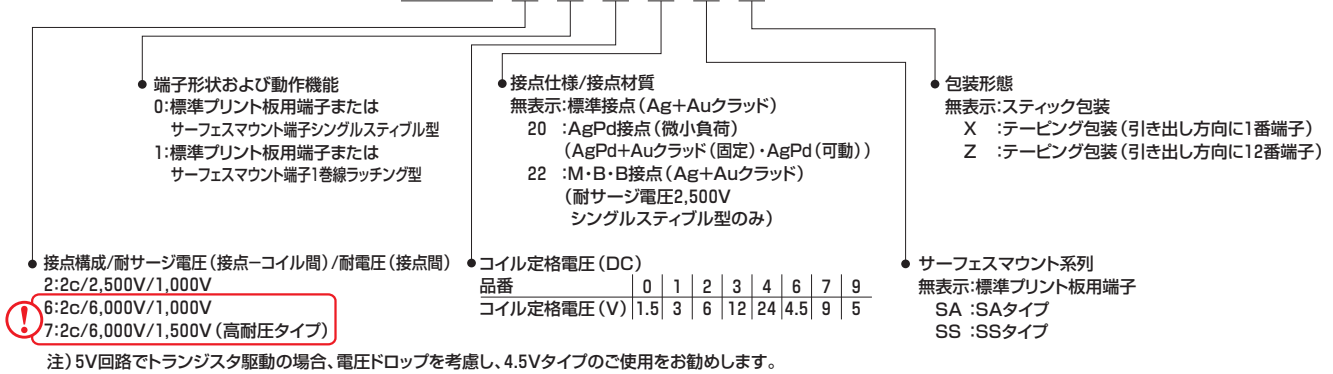 端子形状および動作機能
0:標準プリント板用端子または
サーフェスマウント端子シングルスティブル型
1:標準プリント板用端子または
サーフェスマウント端子1巻線ラッチング型
接点仕様/接点材質
無表示:標準接点(Ag+Auクラッド)
20 :AgPd接点(微小負荷)
(AgPd+Auクラッド(固定)・AgPd(可動))
22 :M・B・B接点(Ag+Auクラッド)
(耐サージ電圧2,500V
シングルスティブル型のみ)
包装形態
無表示:スティック包装
X :テーピング包装(引き出し方向に1番端子)
Z :テーピング包装(引き出し方向に12番端子)
接点構成/耐サージ電圧(接点−コイル間)/耐電圧(接点間)
2:2c/2,500V/1,000V
6:2c/6,000V/1,000V
7:2c/6,000V/1,500V(高耐圧タイプ)
コイル定格電圧(DC)
品番 0 1 2 3 4 6 7 9
コイル定格電圧(V) 1.5 3 6 12 24 4.5 9 5
サーフェスマウント系列
無表示:標準プリント板用端子
SA :SAタイプ
SS :SSタイプ
注)5V回路でトランジスタ駆動の場合、電圧ドロップを考慮し、4.5Vタイプのご使用をお勧めします。